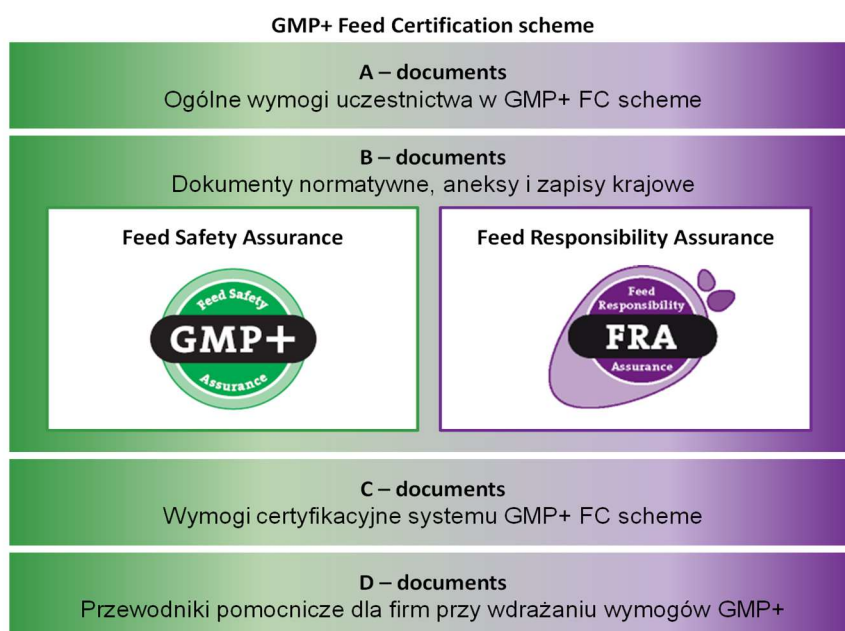 GMP+ Feed Certification scheme
A – documents
Ogólne wymogi uczestnictwa w GMP+ FC scheme
B – documents
Dokumenty normatywne, aneksy i zapisy krajowe
Feed Safety Assurance
Feed Safety
GMP+
Assurance
Feed Responsibility Assurance
Feed
Responsibility
FRA
Assurance
C – documents
Wymogi certyfikacyjne systemu GMP+ FC scheme
D – documents
Przewodniki pomocnicze dla firm przy wdrażaniu wymogów GMP+